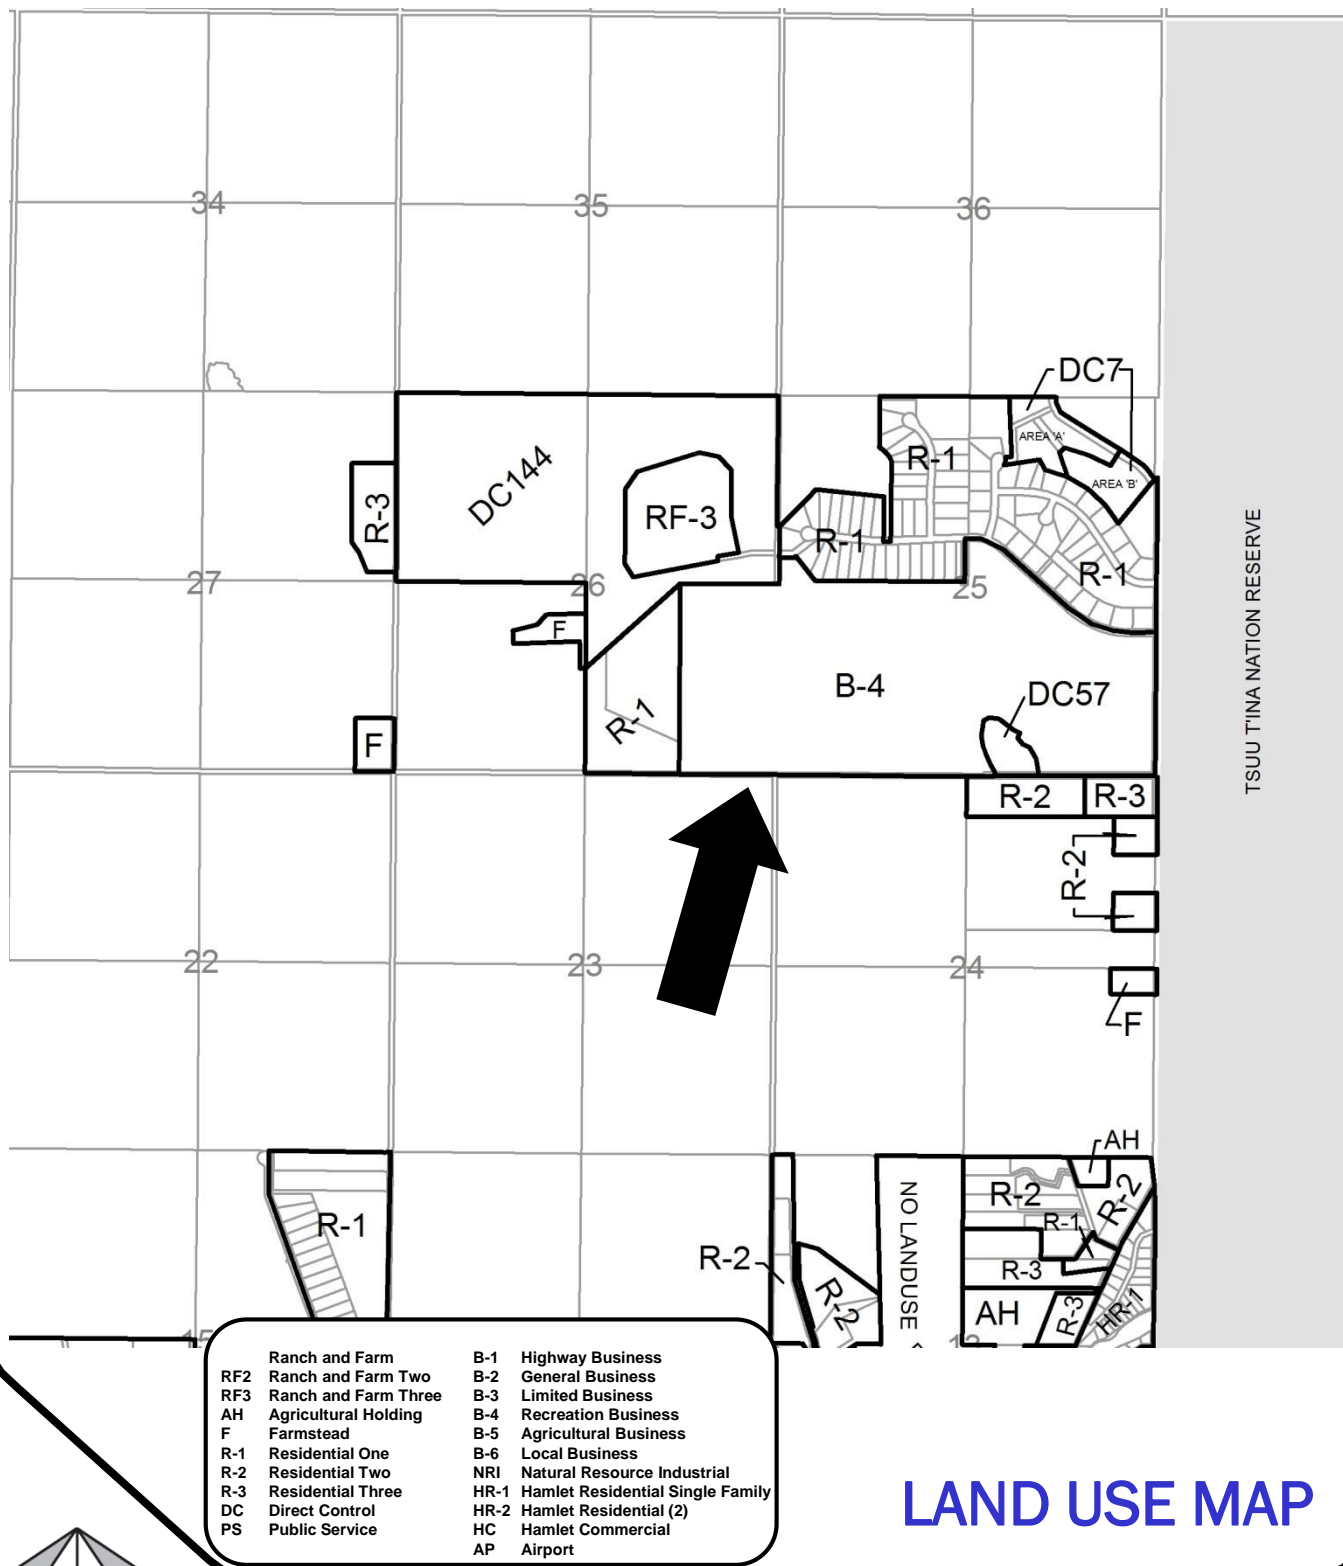 34
35
36
DC7
AREA 'A'
R-1
AREA 'B'
DC144
R-3
RF-3
R-1
R-1
27
26
25
F
TSUU T'INA NATION RESERVE
B-4
DC57
R-1
F
R-2
R-3
R-2
22
23
24
F
AH
R-1
R-2
R-2
NO LANDUSE
R-1
R-2
R-3
R-2
AH
R-3
HR-1
Ranch and Farm
RF2 Ranch and Farm Two
RF3 Ranch and Farm Three
AH Agricultural Holding
F Farmstead
R-1 Residential One
R-2 Residential Two
R-3 Residential Three
DC Direct Control
PS Public Service
B-1 Highway Business
B-2 General Business
B-3 Limited Business
B-4 Recreation Business
B-5 Agricultural Business
B-6 Local Business
NRI Natural Resource Industrial
HR-1 Hamlet Residential Single Family
HR-2 Hamlet Residential (2)
HC Hamlet Commercial
AP Airport
LAND USE MAP